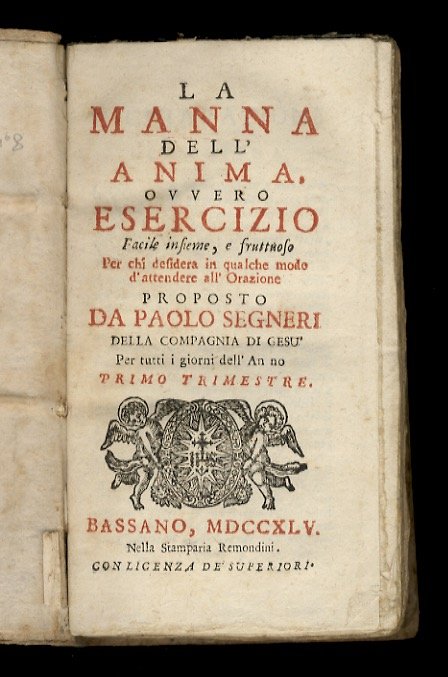 LA
MANNA
DELL'
ANIMA,
OVVERO
ESERCIZIO
Facile insieme, e fruttuoso
Per chi desidera in qualche modo
d'attendere all' Orazione
PROPOSTO
DA PAOLO SEGNERI
DELLA COMPAGNIA DI GESU'
Per tutti i giorni dell' An no
PRIMO TRIMESTRE.
IHS
BASSANO, MDCCXLV.
Nella Stamparia Remondini.
CON LICENZA DE' SUPERIORI.